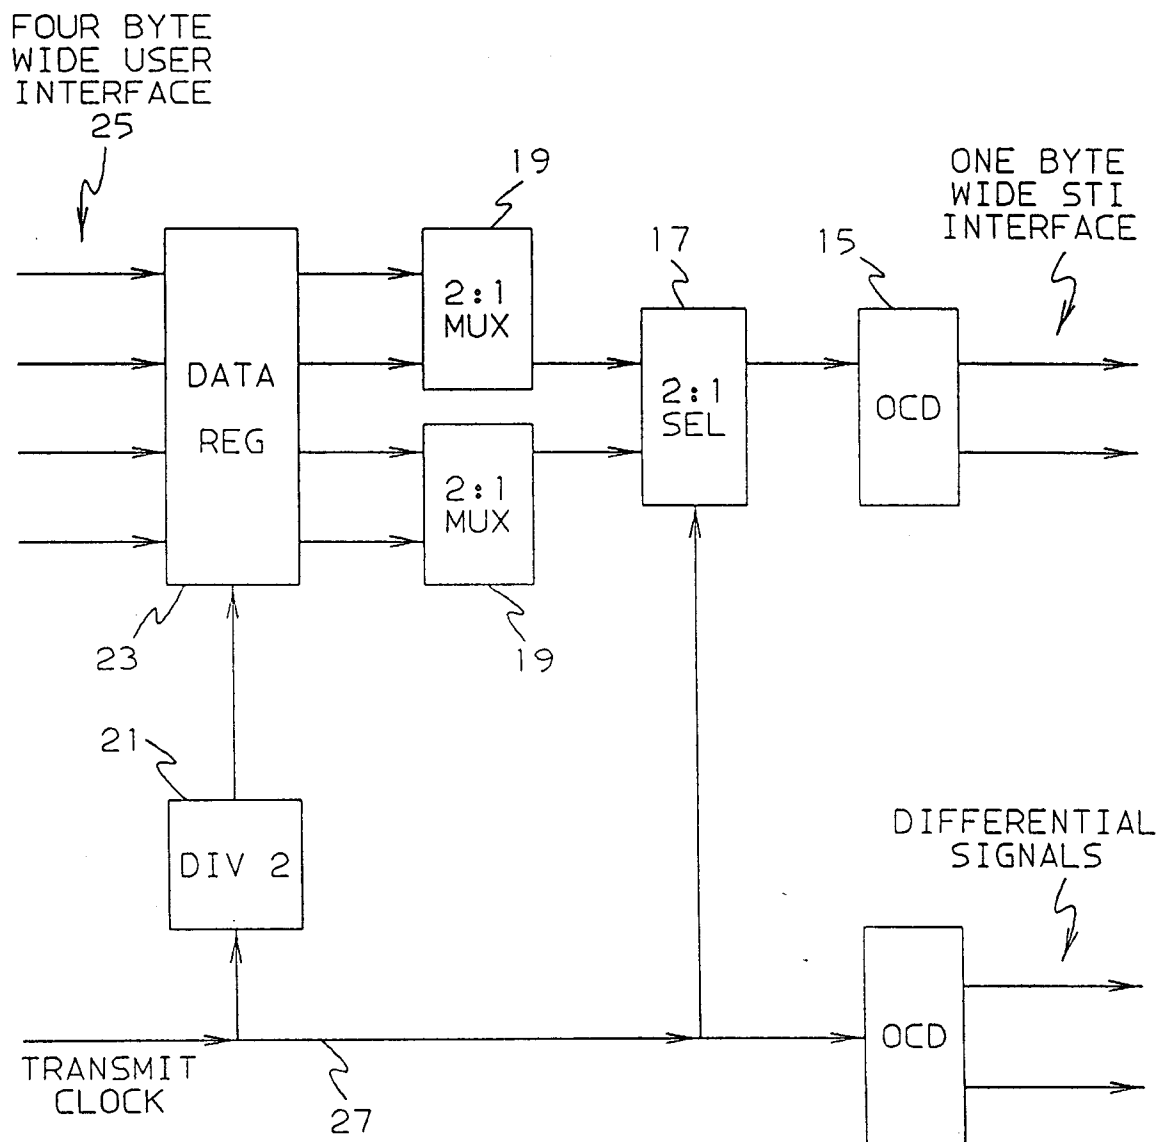 FOUR BYTE
WIDE USER
INTERFACE
25
19
ONE BYTE
WIDE STI
INTERFACE
17
15
2:1
MUX
DATA
REG
2:1
SEL
OCD
2:1
MUX
23
19
21
DIV 2
DIFFERENTIAL
SIGNALS
OCD
TRANSMIT
CLOCK
27